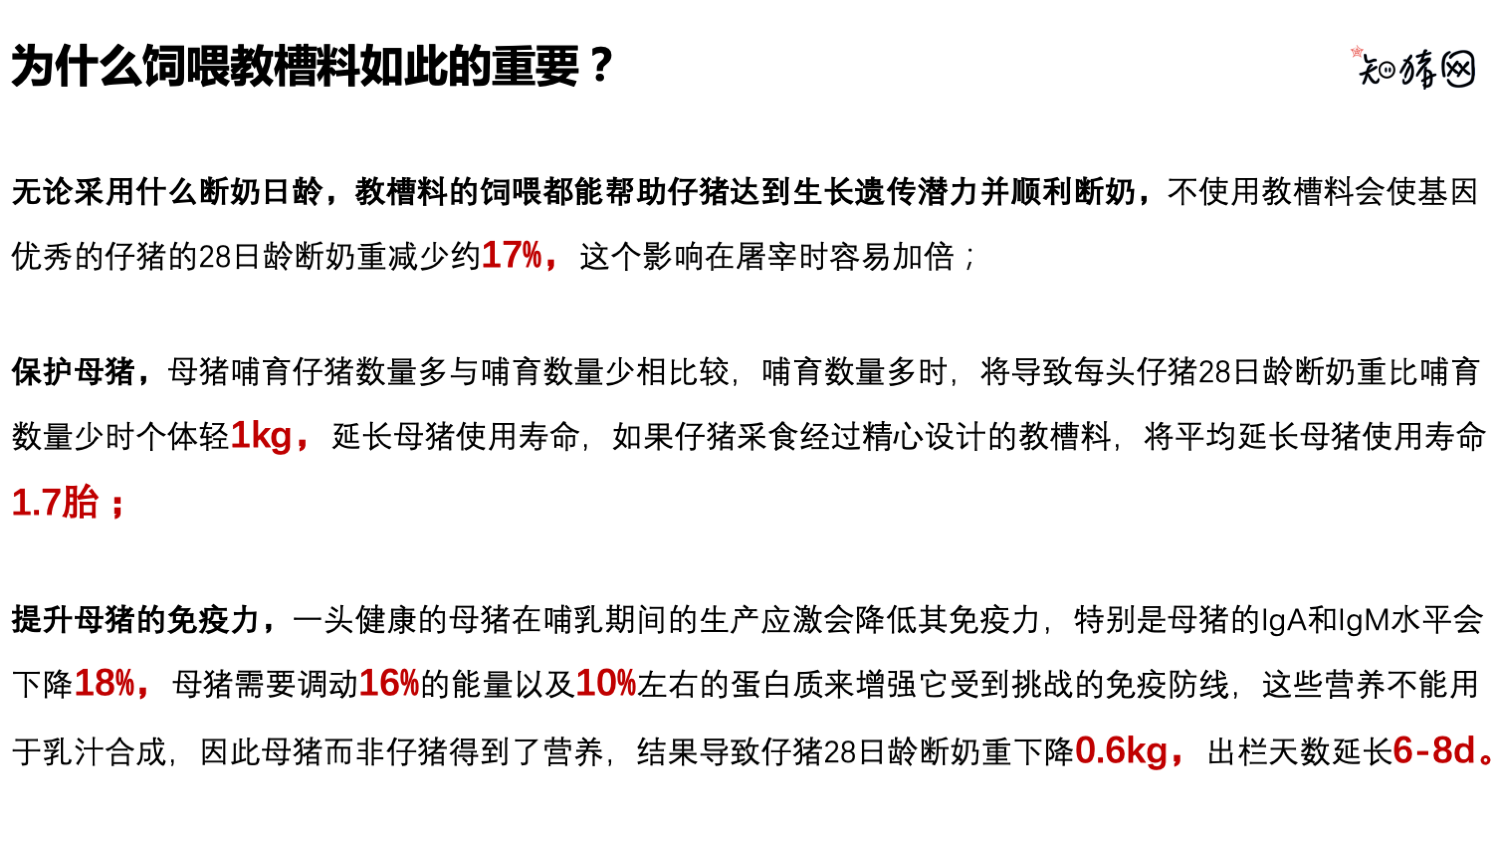 为什么饲喂教槽料如此的重要？
知猪网
无论采用什么断奶日龄，教槽料的饲喂都能帮助仔猪达到生长遗传潜力并顺利断奶，不使用教槽料会使基因
优秀的仔猪的28日龄断奶重减少约17%，这个影响在屠宰时容易加倍；
保护母猪，母猪哺育仔猪数量多与哺育数量少相比较，哺育数量多时，将导致每头仔猪28日龄断奶重比哺育
数量少时个体轻1kg，延长母猪使用寿命，如果仔猪采食经过精心设计的教槽料，将平均延长母猪使用寿命
1.7胎；
提升母猪的免疫力，一头健康的母猪在哺乳期间的生产应激会降低其免疫力，特别是母猪的IgA和IgM水平会
下降18%，母猪需要调动16%的能量以及10%左右的蛋白质来增强它受到挑战的免疫防线，这些营养不能用
于乳汁合成，因此母猪而非仔猪得到了营养，结果导致仔猪28日龄断奶重下降0.6kg，出栏天数延长6-8d。